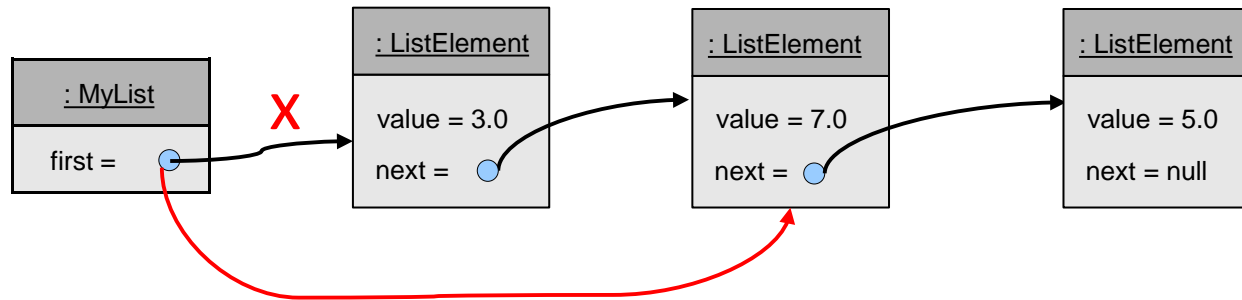 : MyList
first =
X
: ListElement
value = 3.0
next =
: ListElement
value = 7.0
next =
: ListElement
value = 5.0
next = null